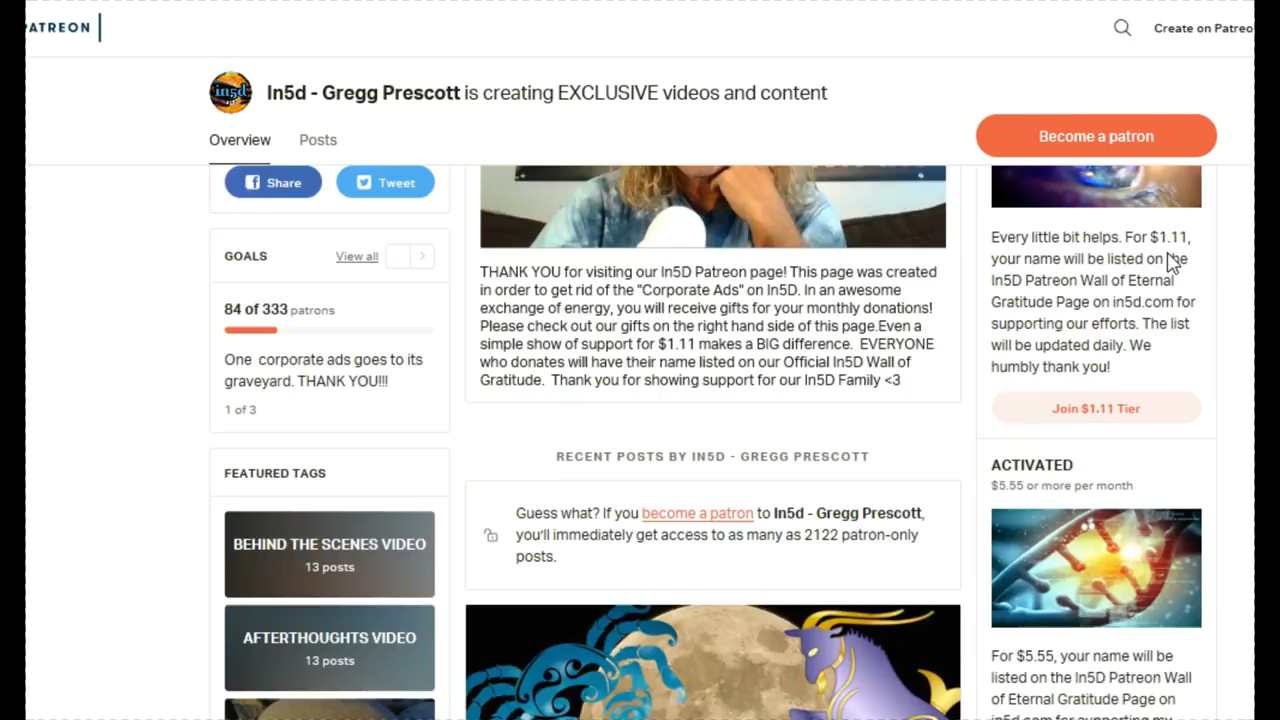 PATREON
Create on Patreo
in5d
In5d - Gregg Prescott is creating EXCLUSIVE videos and content
Overview
Posts
Become a patron
Share
Tweet
GOALS
View all
84 of 333 patrons
One corporate ads goes to its
graveyard. THANK YOU!!!
1 of 3
FEATURED TAGS
BEHIND THE SCENES VIDEO
13 posts
AFTERTHOUGHTS VIDEO
13 posts
THANK YOU for visiting our In5D Patreon page! This page was created
in order to get rid of the "Corporate Ads" on In5D. In an awesome
exchange of energy, you will receive gifts for your monthly donations!
Please check out our gifts on the right hand side of this page.Even a
simple show of support for $1.11 makes a BIG difference. EVERYONE
who donates will have their name listed on our Official In5D Wall of
Gratitude. Thank you for showing support for our In5D Family <3
RECENT POSTS BY IN5D - GREGG PRESCOTT
Guess what? If you become a patron to In5d - Gregg Prescott,
you'll immediately get access to as many as 2122 patron-only
posts.
Every little bit helps. For $1.11,
your name will be listed on the
In5D Patreon Wall of Eternal
Gratitude Page on in5d.com for
supporting our efforts. The list
will be updated daily. We
humbly thank you!
Join $1.11 Tier
ACTIVATED
$5.55 or more per month
For $5.55, your name will be
listed on the In5D Patreon Wall
of Eternal Gratitude Page on
in5d.com for supporting my